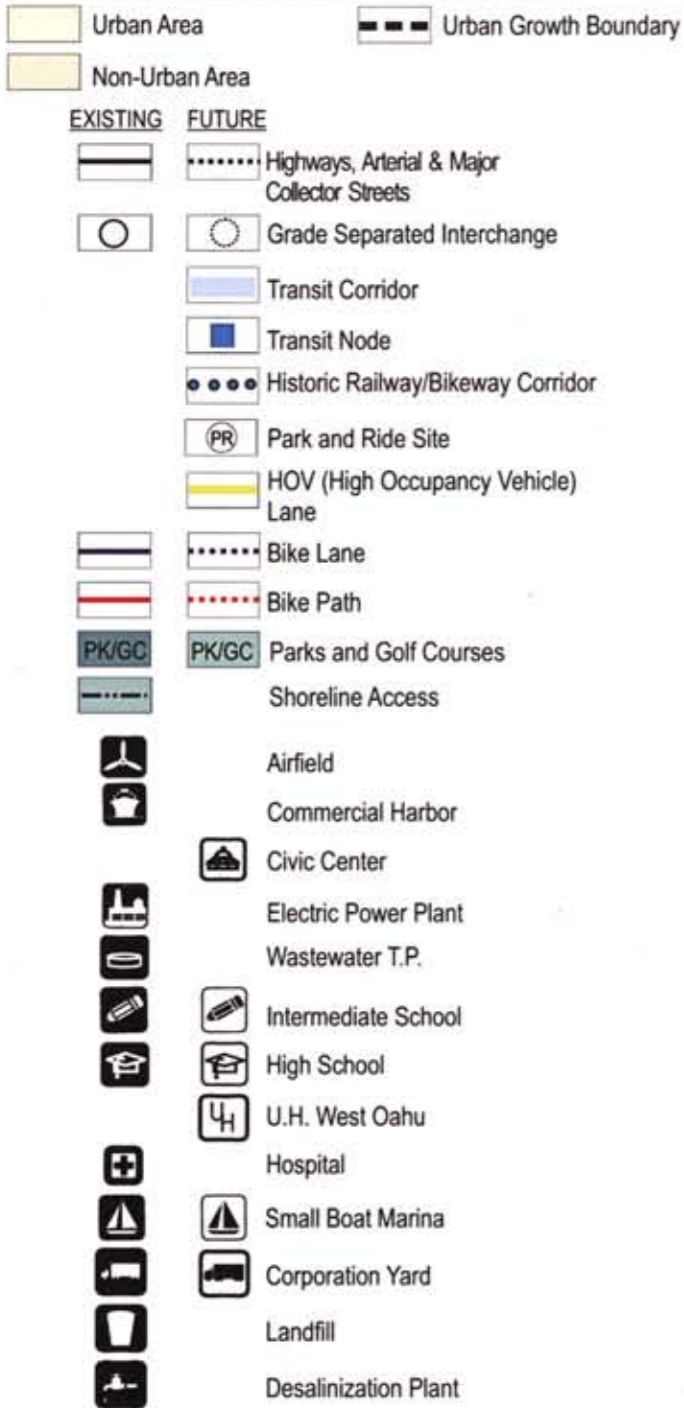 Urban Area
Urban Growth Boundary
Non-Urban Area
EXISTING FUTURE
Highways, Arterial & Major
Collector Streets
Grade Separated Interchange
Transit Corridor
Transit Node
Historic Railway/Bikeway Corridor
PR Park and Ride Site
HOV (High Occupancy Vehicle)
Lane
Bike Lane
Bike Path
PK/GC PK/GC Parks and Golf Courses
Shoreline Access
Airfield
Commercial Harbor
Civic Center
Electric Power Plant
Wastewater T.P.
Intermediate School
High School
UH U.H. West Oahu
Hospital
Small Boat Marina
Corporation Yard
Landfill
Desalinization Plant